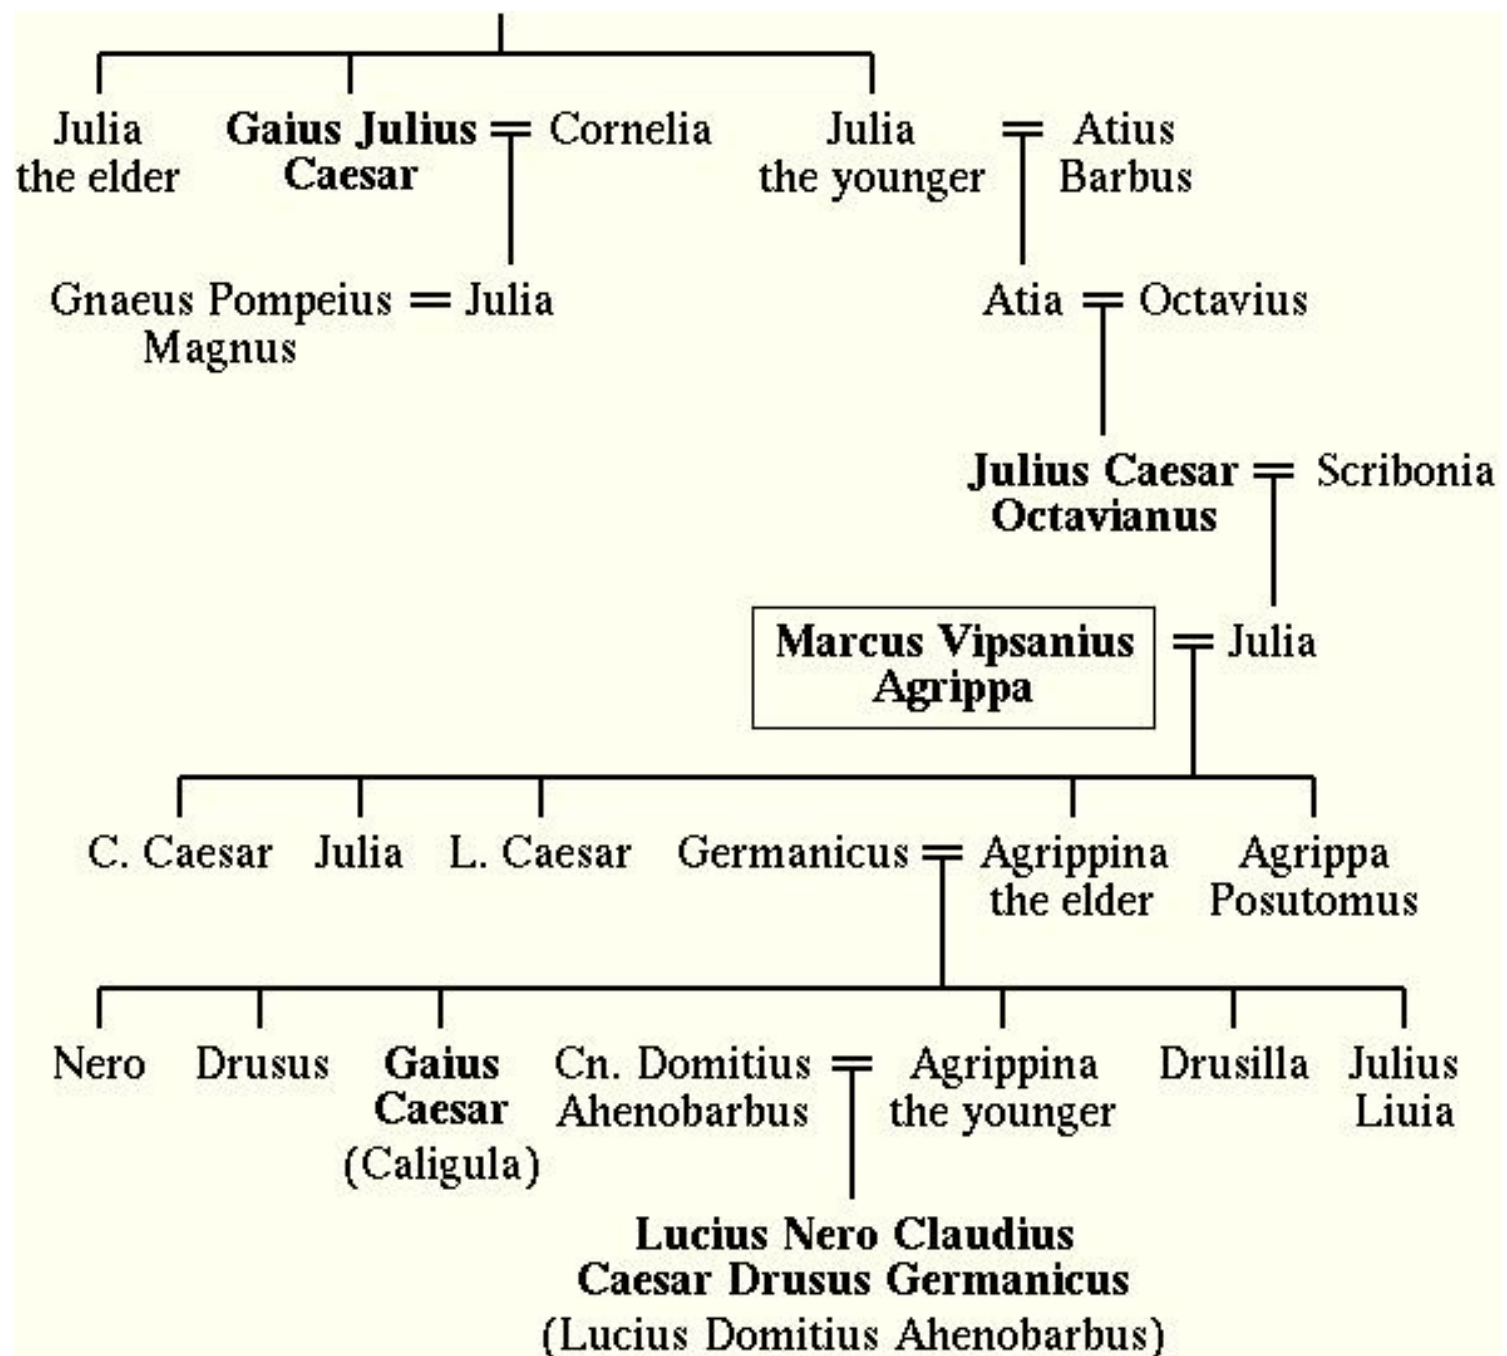 Julia
the elder
Gaius Julius
Caesar
=
Cornelia
Julia
the younger
=
Atius
Barbus
Gnaeus Pompeius
Magnus
=
Julia
Atia
=
Octavius
Julius Caesar
Octavianus
=
Scribonia
Marcus Vipsanius
Agrippa
=
Julia
C. Caesar
Julia
L. Caesar
Germanicus
=
Agrippina
the elder
Agrippa
Posutomus
Nero
Drusus
Gaius
Caesar
(Caligula)
Cn. Domitius
Ahenobarbus
=
Agrippina
the younger
Drusilla
Julius
Liuia
Lucius Nero Claudius
Caesar Drusus Germanicus
(Lucius Domitius Ahenobarbus)